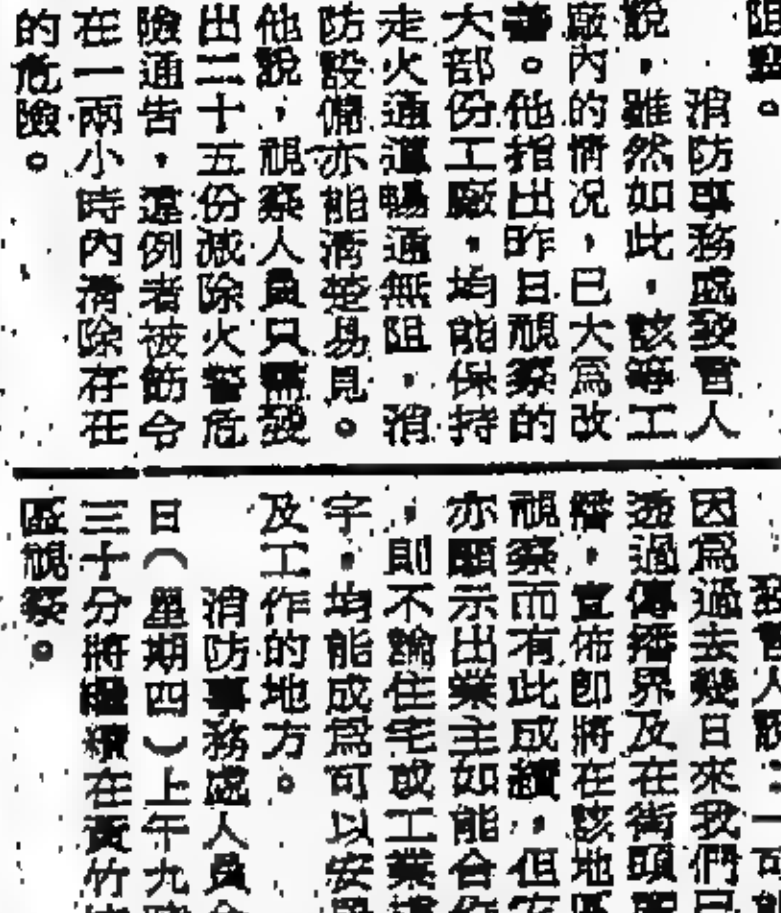 阻點。
消防事務處發言人
說，雖然如此，該等工
廠內的情况，已大為改
善。他指出昨日視察的
大部份工廠，均能保持
走火通道暢通無阻，消
防設備亦能清楚易見。
他說，視察人員只需發
出二十五份减除火警危
險通告，違例者被飭令
在一兩小時內清除存在
的危險。
發言人說：一可能
因為過去幾日來我們已
透過傳播界及在街頭
播，宣佈即將在該地區
視察而有此成績，但
亦顯示出業主如能合作
，則不論住宅或工業
字，均能成為可以安
及工作的地方。
消防事務處人員
日（星期四）上午九
三十分將繼續在黃竹
區視察。